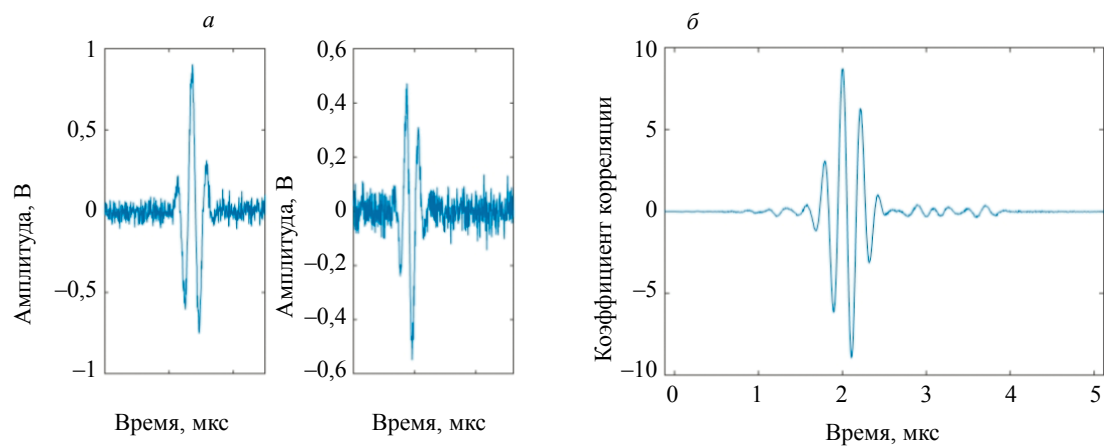 а
1
0,5
0
–0,5
–1
Амплитуда, В
Время, мкс
0,6
0,4
0,2
0
–0,2
–0,4
–0,6
Амплитуда, В
Время, мкс
б
10
5
0
–5
–10
Коэффициент корреляции
0 1 2 3 4 5
Время, мкс